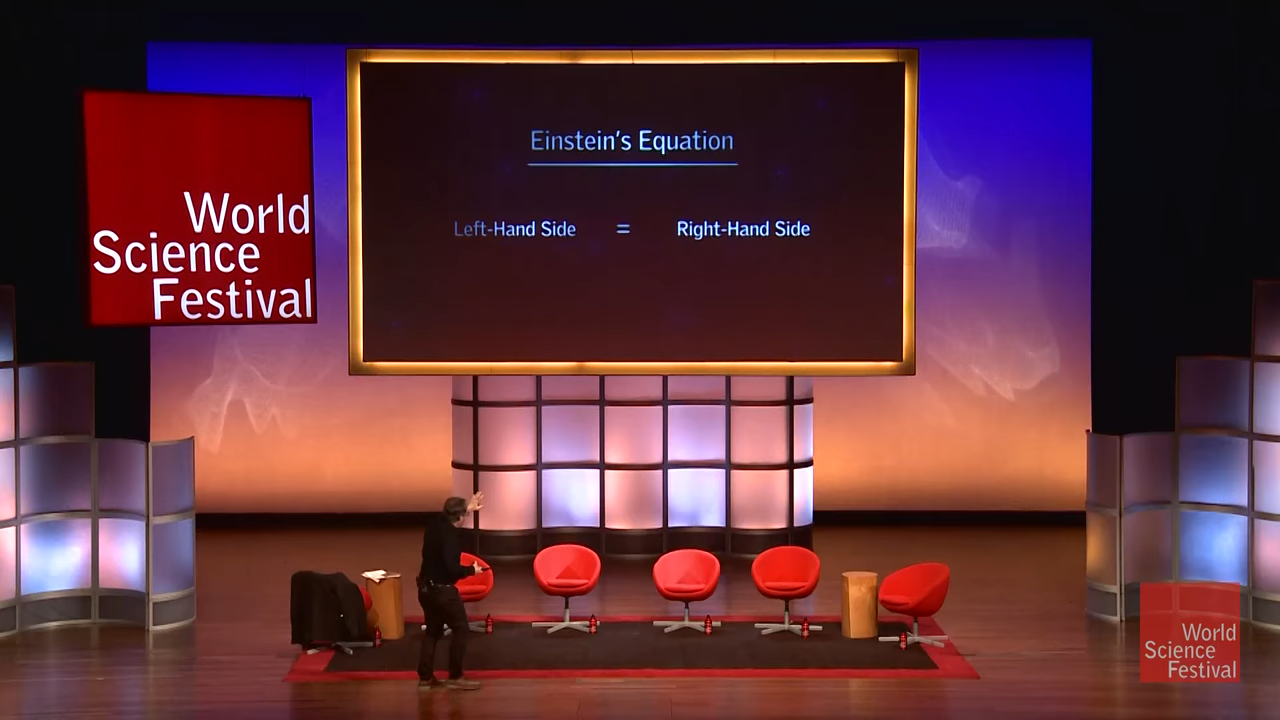 Einstein's Equation
Left-Hand Side = Right-Hand Side
World
Science
Festival
World
Science
Festival